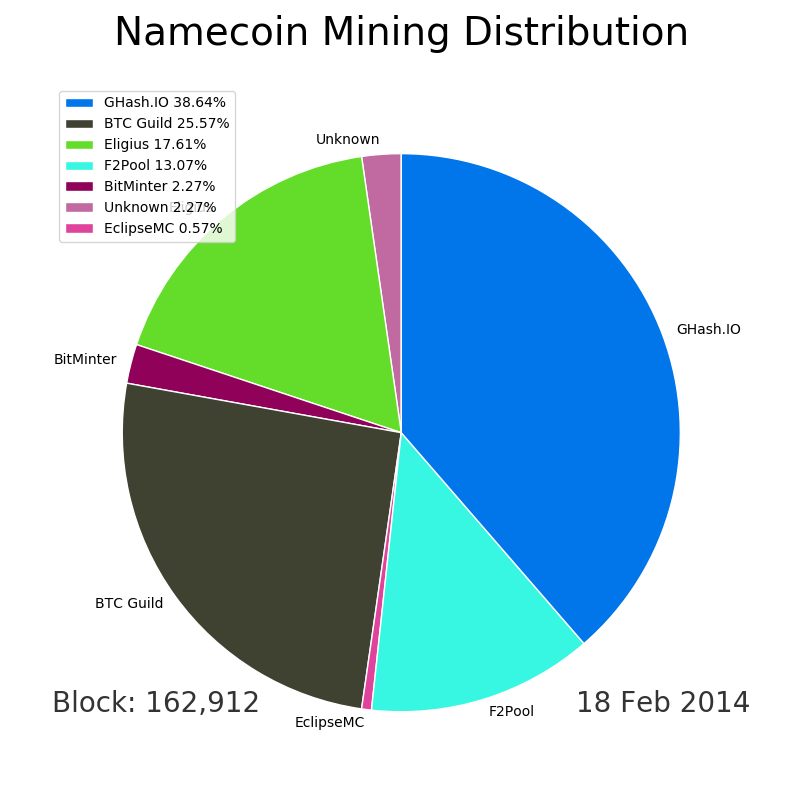 Namecoin Mining Distribution
GHash.IO 38.64%
BTC Guild 25.57%
Eligius 17.61%
F2Pool 13.07%
BitMinter 2.27%
Unknown 2.27%
EclipseMC 0.57%
Unknown
GHash.IO
BitMinter
BTC Guild
Block: 162,912
18 Feb 2014
F2Pool
EclipseMC